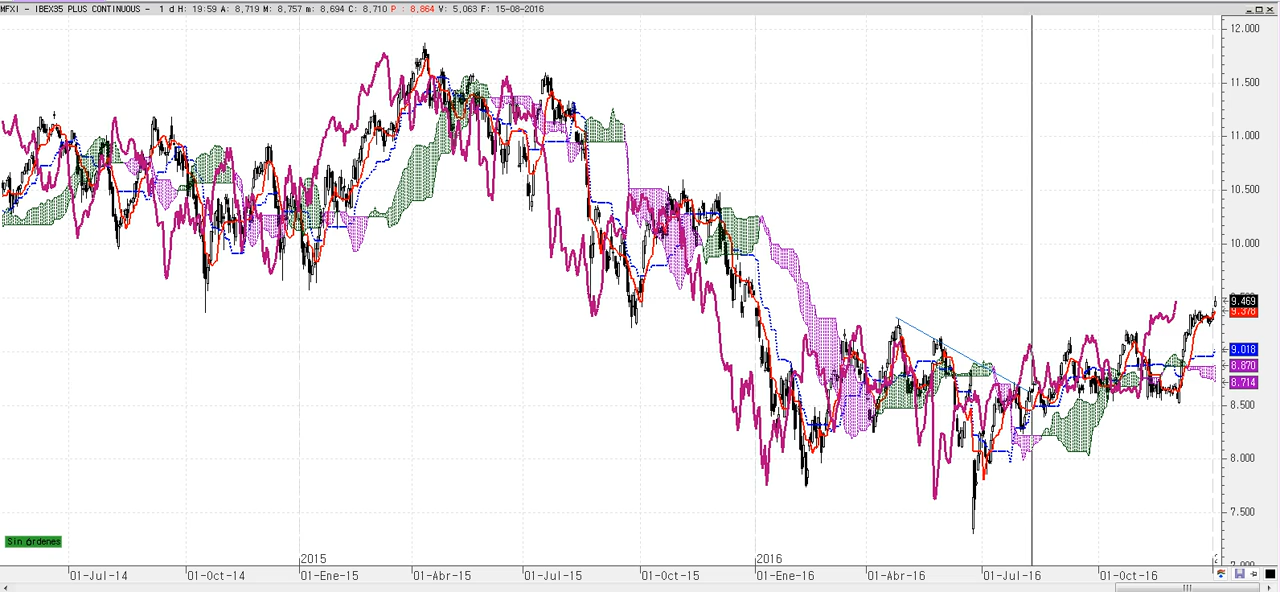 MFXI - IBEX35 PLUS CONTINUOUS - 1 d H: 19:59 A: 8,719 M: 8,757 m: 8,694 C: 8,710 P : 8,864 V: 5,063 F: 15-08-2016
12.000
11.500
11.000
10.500
10.000
9.469
9.378
9.018
8.870
8.714
8.500
8.000
7.500
Sin órdenes
2015
2016
01-Jul-14
01-Oct-14
01-Ene-15
01-Abr-15
01-Jul-15
01-Oct-15
01-Ene-16
01-Abr-16
01-Jul-16
01-Oct-16